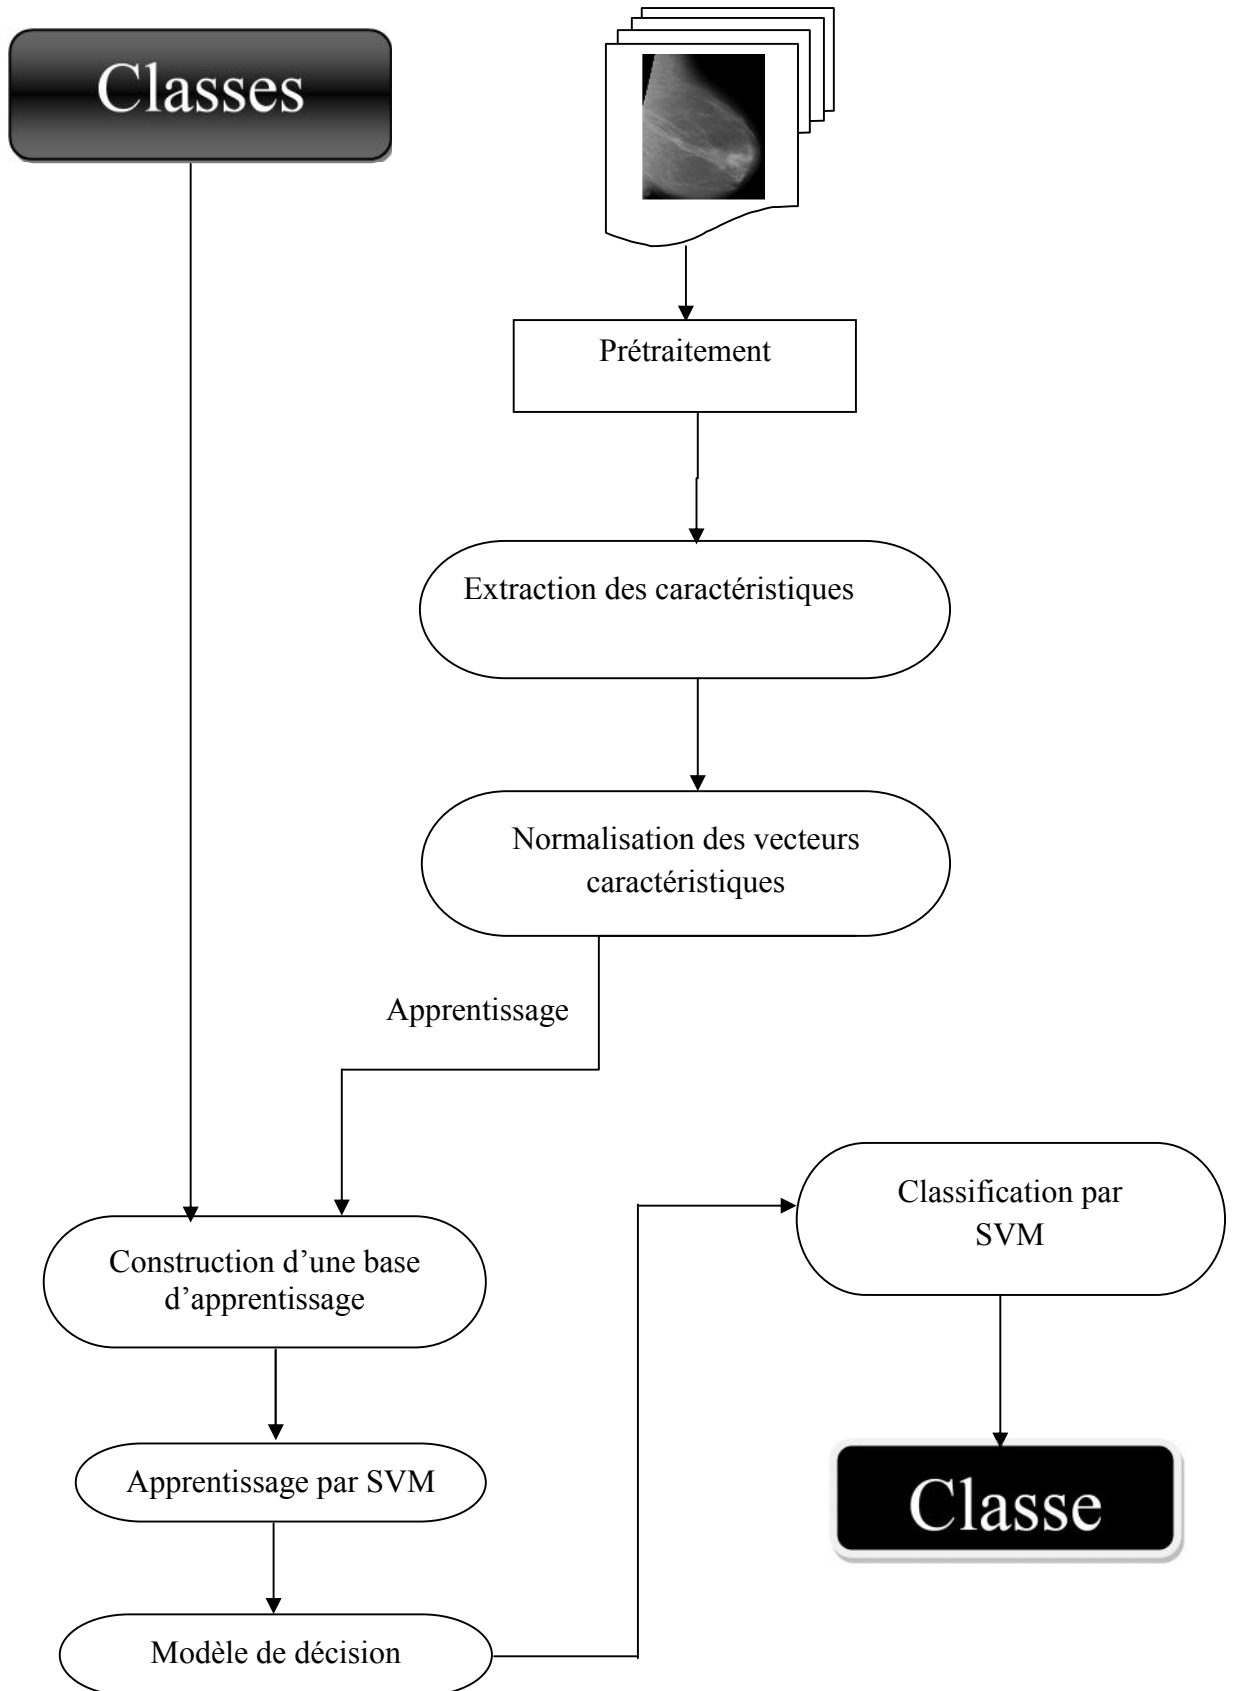 Classes
Prétraitement
Extraction des caractéristiques
Normalisation des vecteurs
caractéristiques
Apprentissage
Construction d’une base
d’apprentissage
Apprentissage par SVM
Modèle de décision
Classification par
SVM
Classe